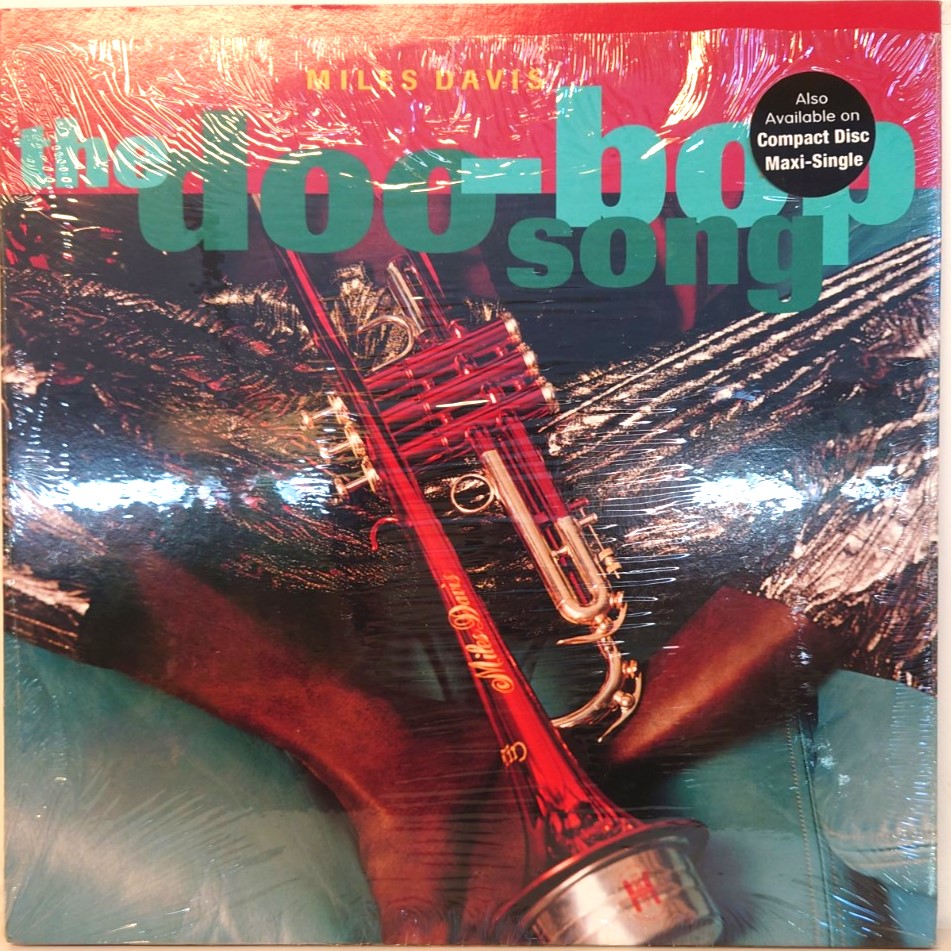 MILES DAVIS
the doo-bop
song
Also
Available on
Compact Disc
Maxi-Single
Miles Davis